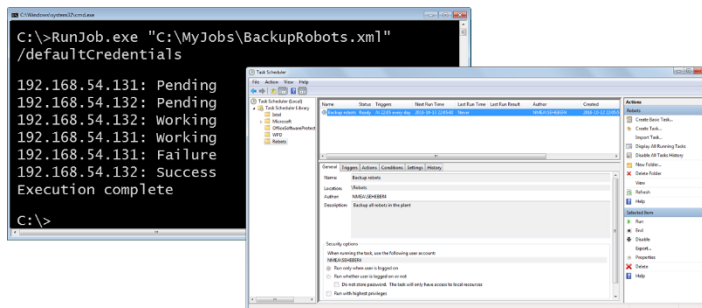 C:\Windows\system32\cmd.exe
C:\>RunJob.exe "C:\MyJobs\BackupRobots.xml"
/defaultCredentials
192.168.54.131: Pending
192.168.54.132: Pending
192.168.54.132: Working
192.168.54.131: Working
192.168.54.131: Failure
192.168.54.132: Success
Execution complete
C:\>
Task Scheduler
File Action View Help
Task Scheduler (Local)
Task Scheduler Library
Microsoft
WPD
Robots
Name Status Triggers Next Run Time Last Run Time Last Run Result Author Created
Backup robots Ready At 22:05 every day Never
General Triggers Actions Conditions Settings History
Name: Backup robots
Location: \Robots
Author:
Description: Backup all robots in the plant
Security options
When running the task, use the following user account:
Run only when user is logged on
Run whether user is logged on or not
Do not store password. The task will only have access to local resources
Run with highest privileges
Actions
Robots
Create Basic Task...
Create Task...
Import Task...
Display All Running Tasks
Disable All Tasks History
New Folder...
Delete Folder
View
Refresh
Help
Selected Item
Run
End
Disable
Export...
Properties
Delete
Help